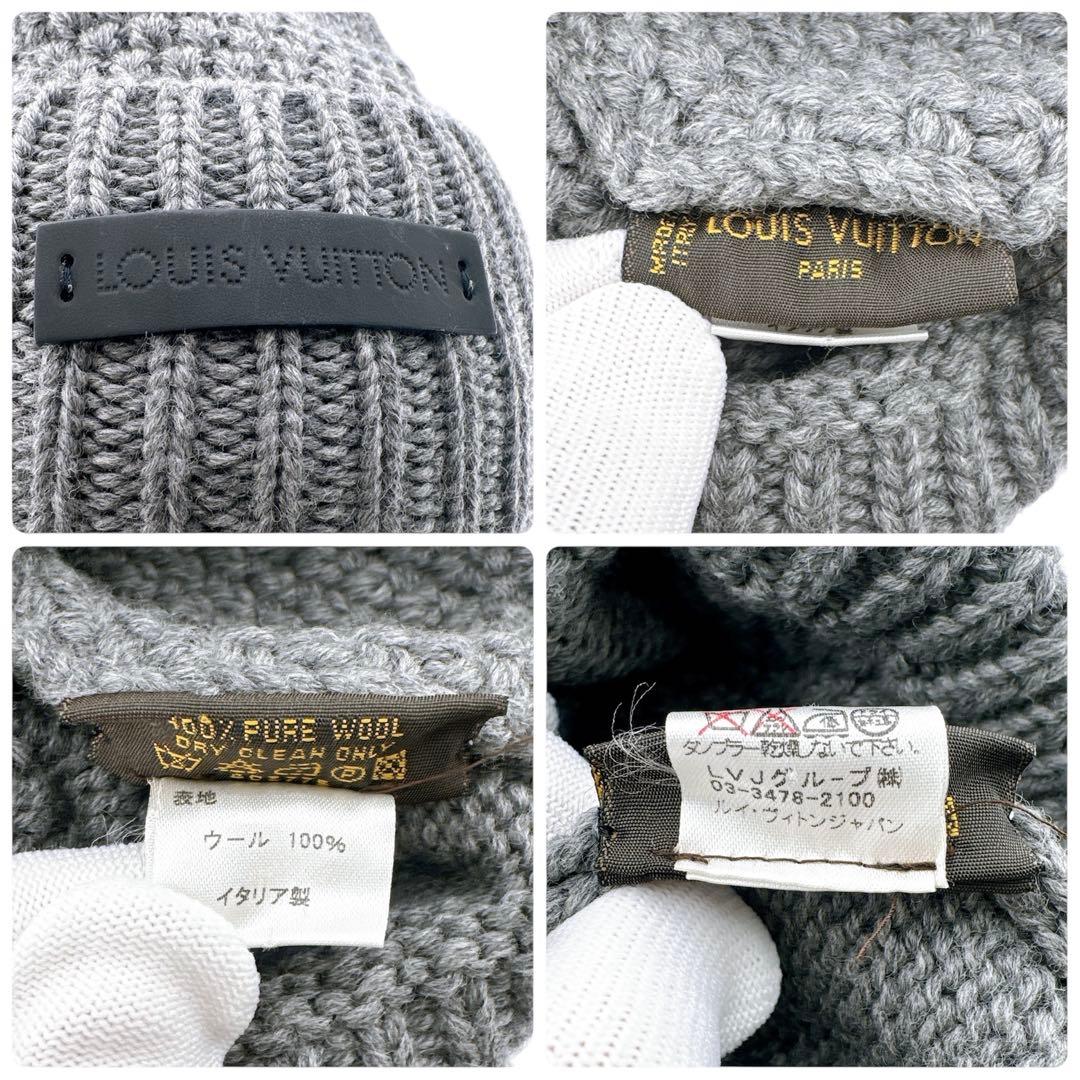 LOUIS VUITTON
LOUIS VUITTON
PARIS
100% PURE WOOL
DRY CLEAN ONLY
表地
ウール 100%
イタリア製
タンブラー乾燥しないで下さい。
LVJグループ㈱
03-3478-2100
ルイ・ヴィトンジャパン